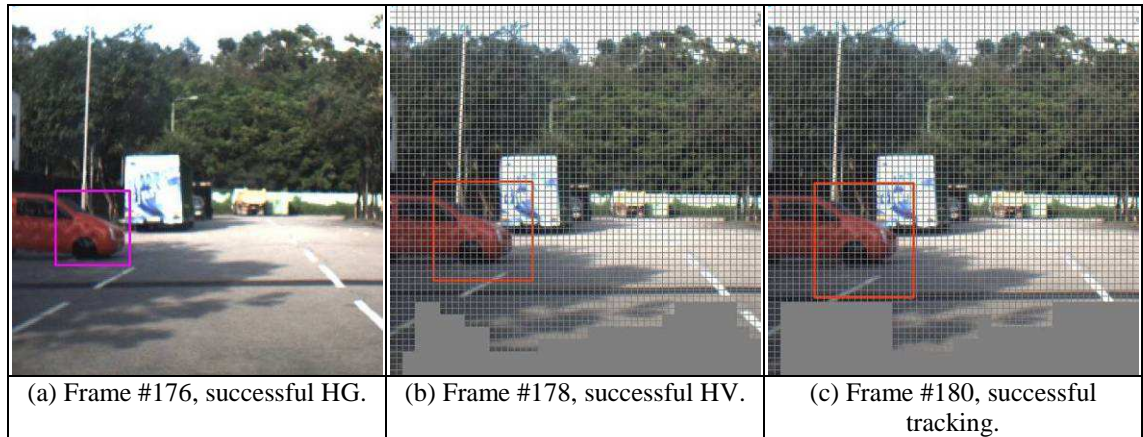 (a) Frame #176, successful HG.
(b) Frame #178, successful HV.
(c) Frame #180, successful
tracking.